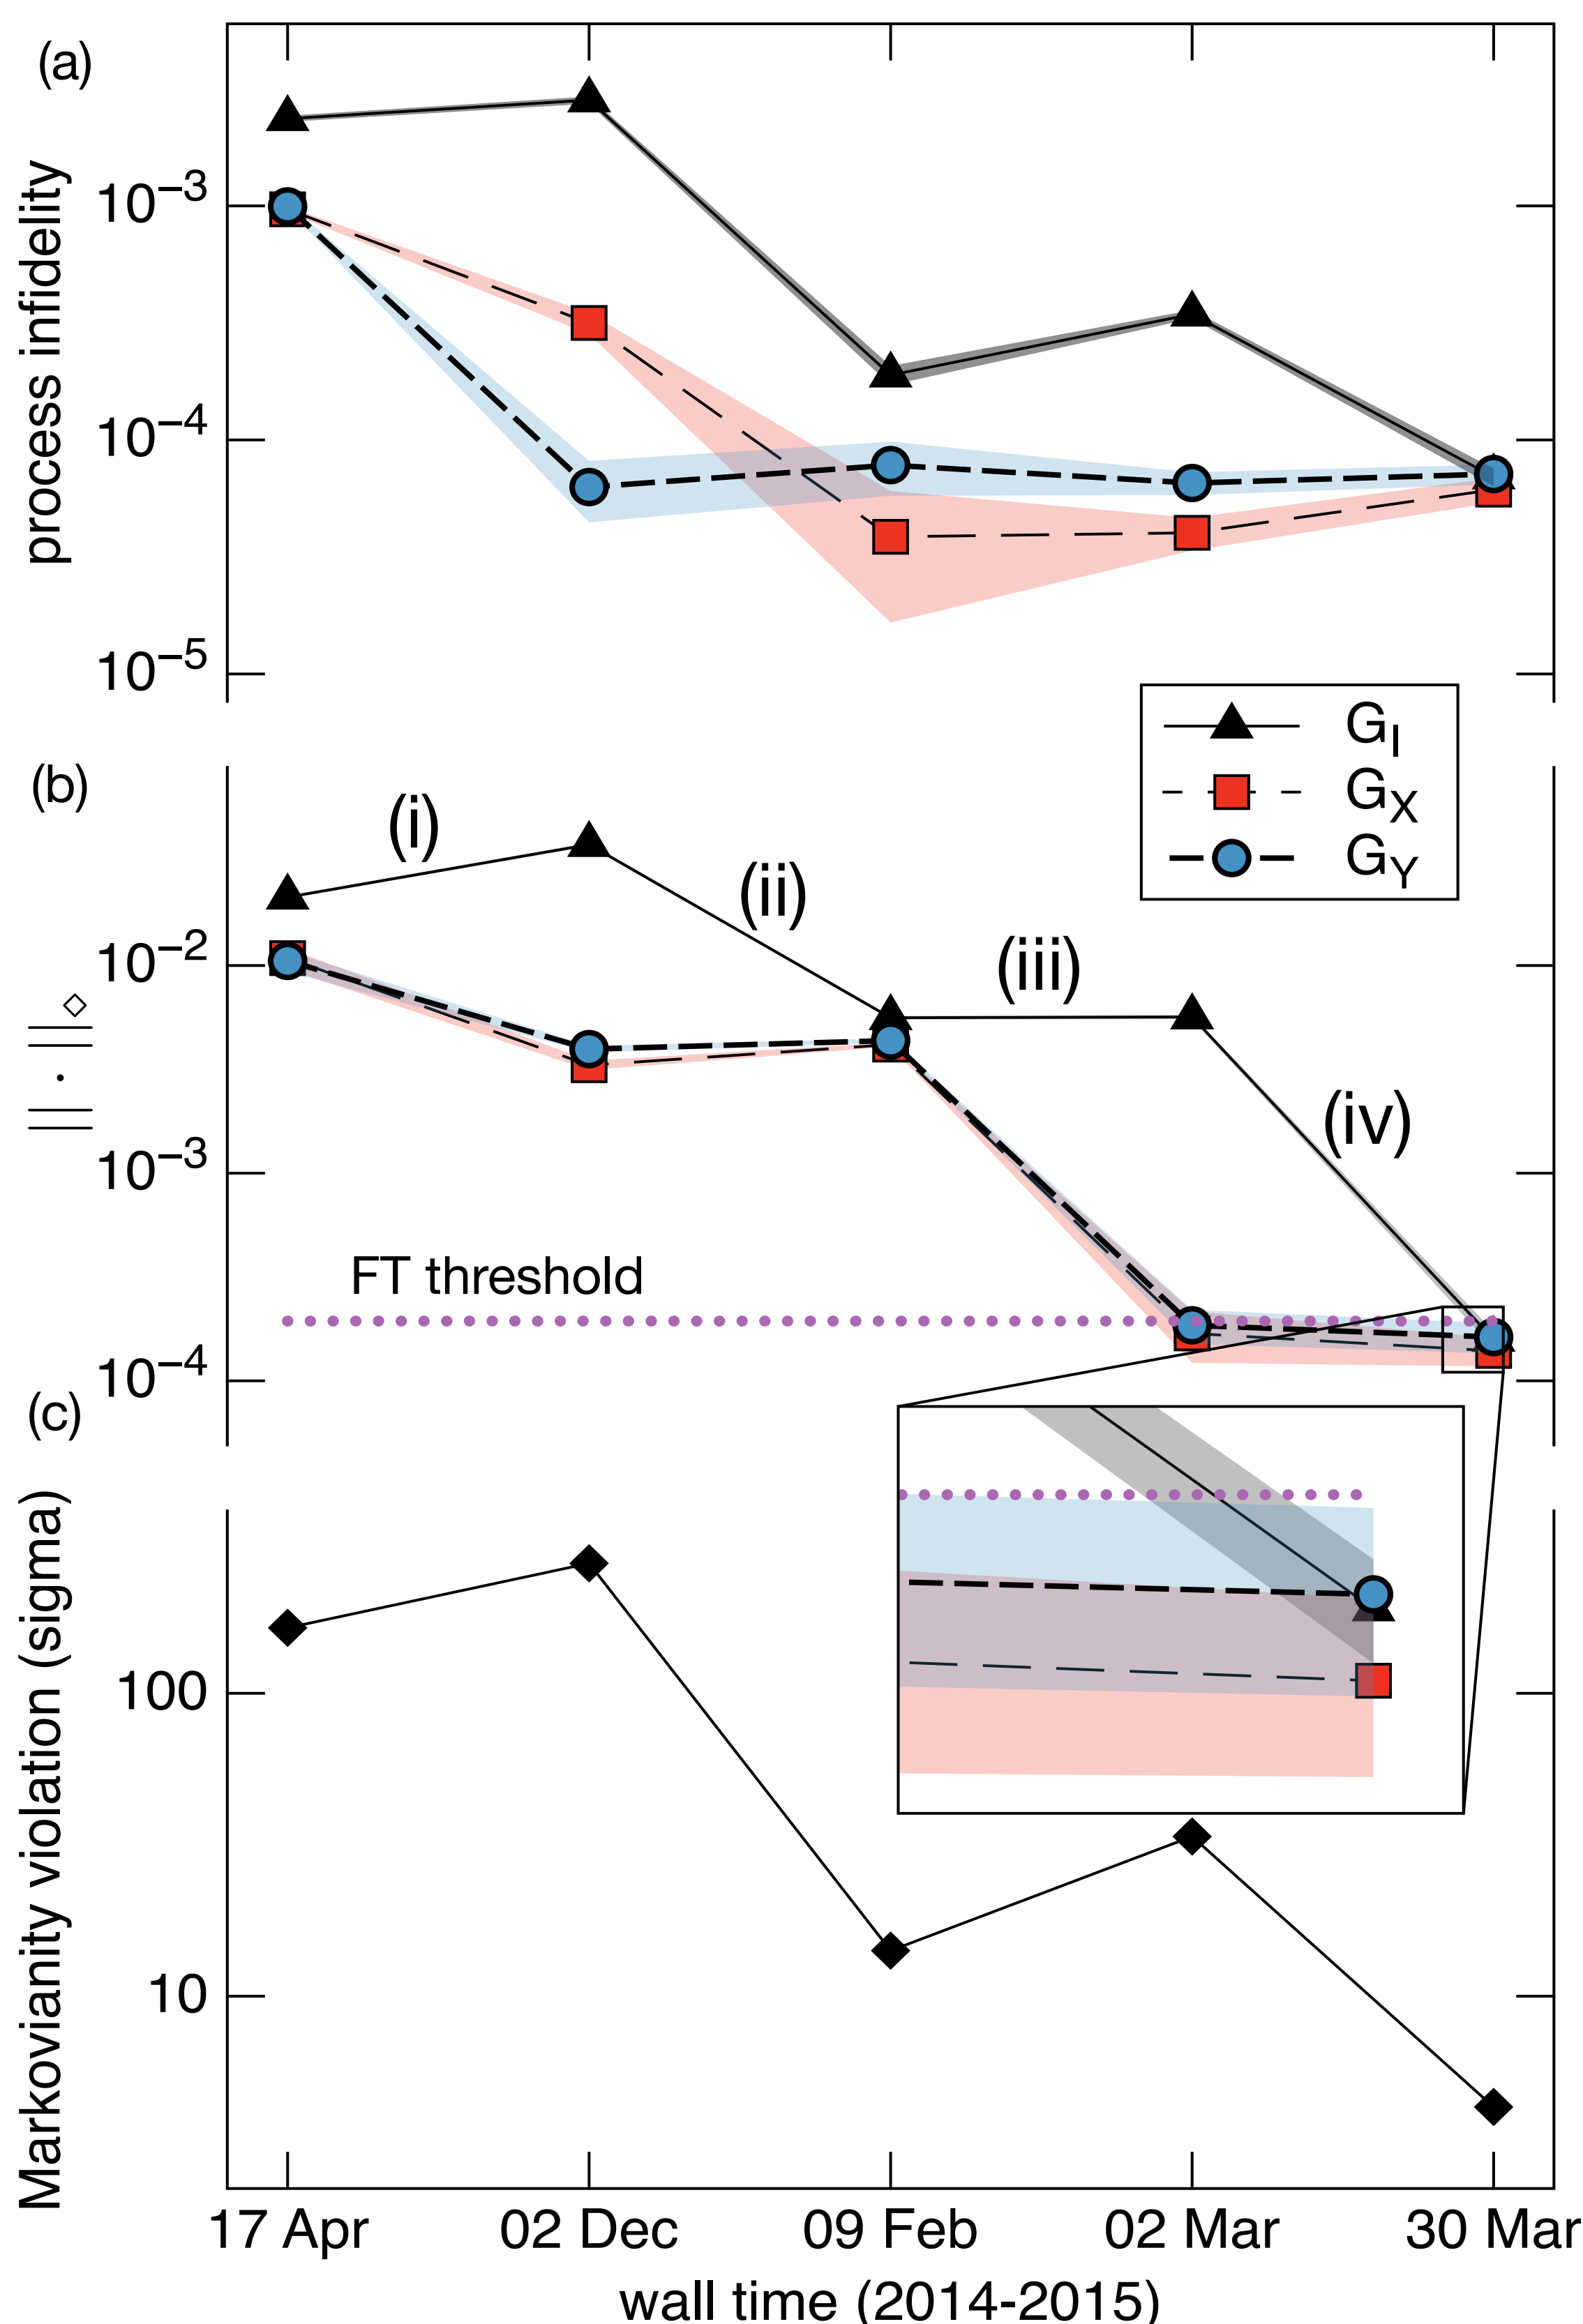 (a)
process infidelity
10⁻³
10⁻⁴
10⁻⁵
G_I
G_X
G_Y
(b)
|| · ||◇
10⁻²
10⁻³
10⁻⁴
(i)
(ii)
(iii)
(iv)
FT threshold
(c)
Markovianity violation (sigma)
100
10
17 Apr
02 Dec
09 Feb
02 Mar
30 Mar
wall time (2014-2015)